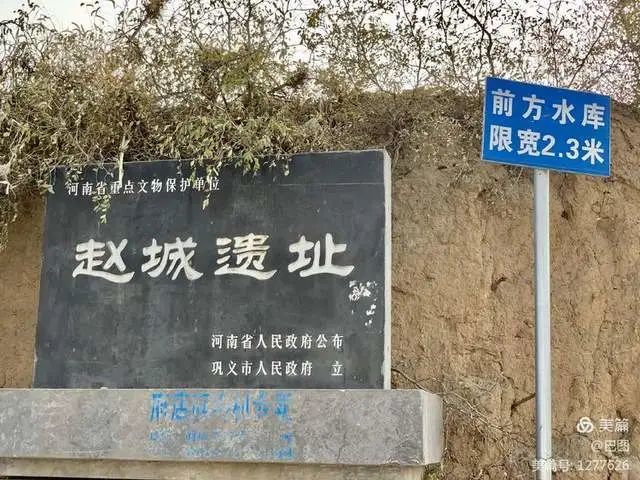 河南省重点文物保护单位
赵城遗址
河南省人民政府公布
巩义市人民政府 立
前方水库
限宽2.3米
美篇
@巴图
美篇号: 1277526